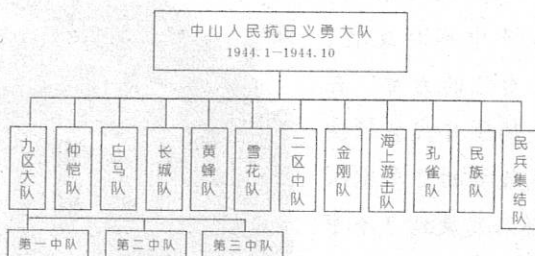 中山人民抗日义勇大队
1944.1—1944.10
九区大队
仲恺队
白马队
长城队
黄蜂队
雪花队
二区中队
金刚队
海上游击队
孔雀队
民族队
民兵集结队
第一中队
第二中队
第三中队